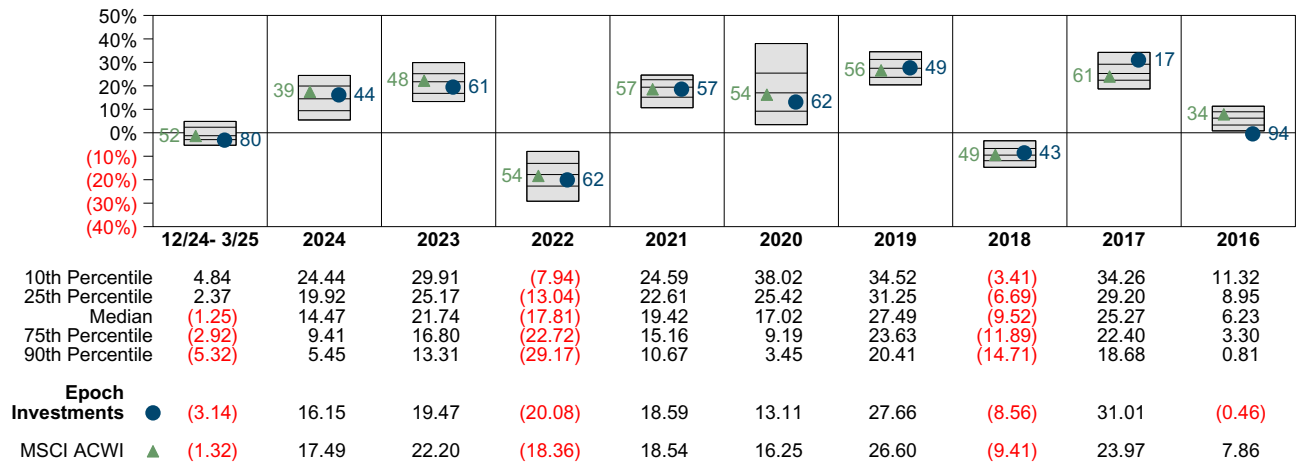 50%
40%
30%
20%
10%
0%
(10%)
(20%)
(30%)
(40%)
52 80
39 44
48 61
54 62
57 57
54 62
56 49
49 43
61 17
34 94
12/24- 3/25 2024 2023 2022 2021 2020 2019 2018 2017 2016
10th Percentile 4.84 24.44 29.91 (7.94) 24.59 38.02 34.52 (3.41) 34.26 11.32
25th Percentile 2.37 19.92 25.17 (13.04) 22.61 25.42 31.25 (6.69) 29.20 8.95
Median (1.25) 14.47 21.74 (17.81) 19.42 17.02 27.49 (9.52) 25.27 6.23
75th Percentile (2.92) 9.41 16.80 (22.72) 15.16 9.19 23.63 (11.89) 22.40 3.30
90th Percentile (5.32) 5.45 13.31 (29.17) 10.67 3.45 20.41 (14.71) 18.68 0.81
Epoch
Investments (3.14) 16.15 19.47 (20.08) 18.59 13.11 27.66 (8.56) 31.01 (0.46)
MSCI ACWI (1.32) 17.49 22.20 (18.36) 18.54 16.25 26.60 (9.41) 23.97 7.86